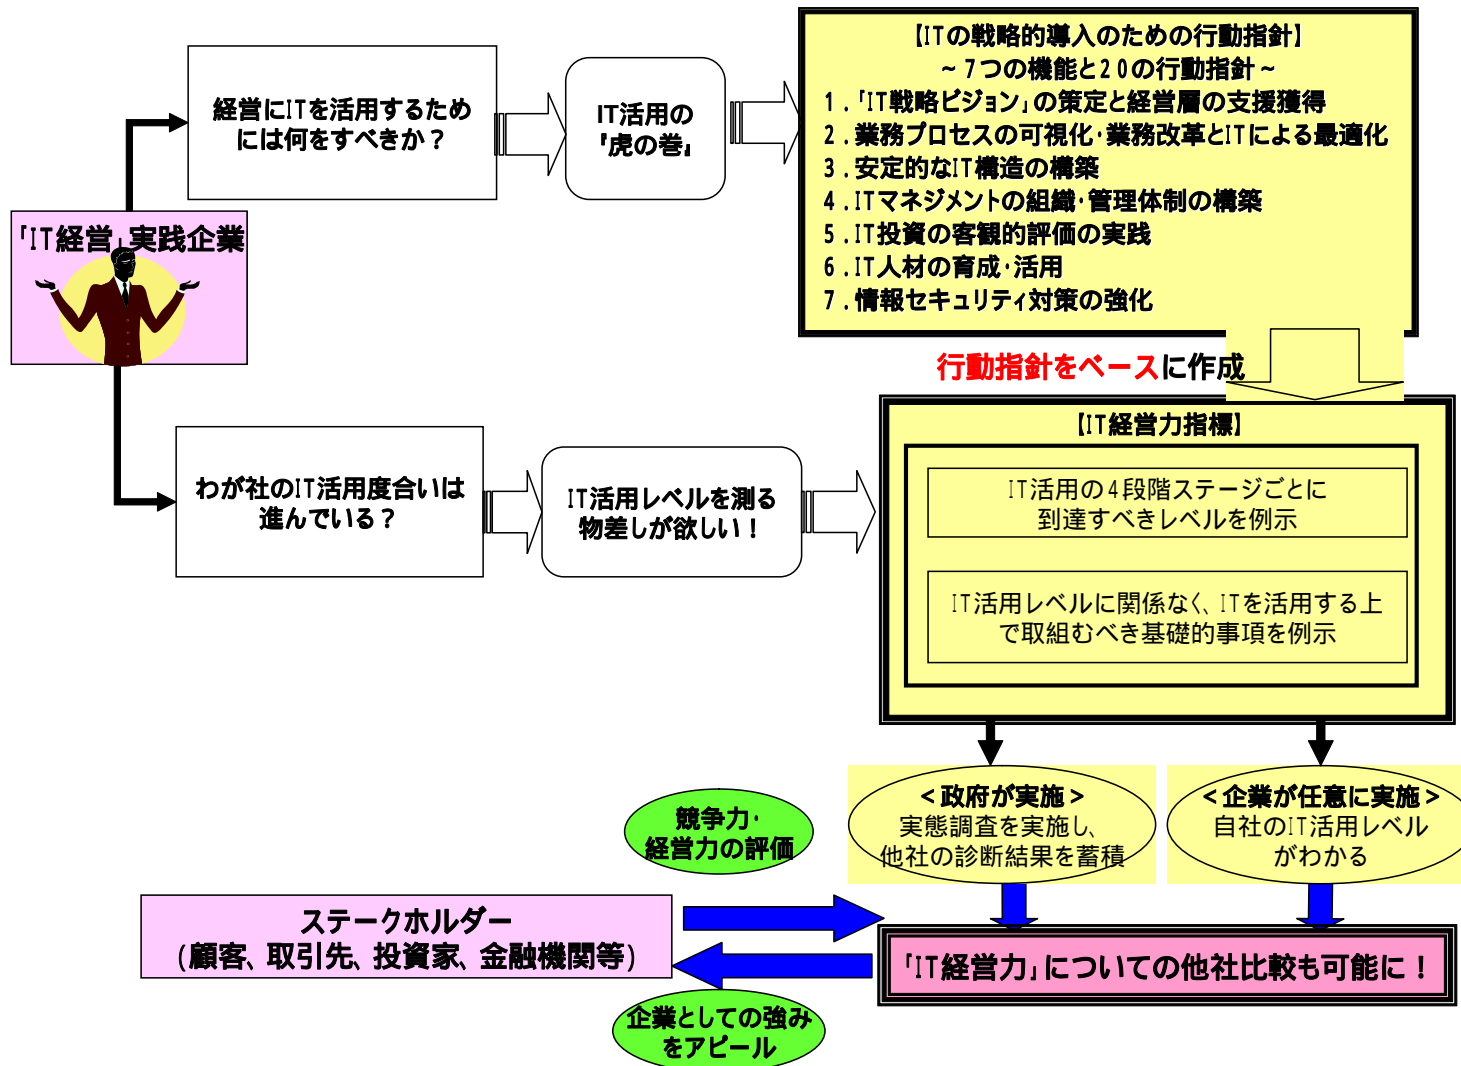 【ITの戦略的導入のための行動指針】
～7つの機能と20の行動指針～
1.「IT戦略ビジョン」の策定と経営層の支援獲得
2.業務プロセスの可視化・業務改革とITによる最適化
3.安定的なIT構造の構築
4.ITマネジメントの組織・管理体制の構築
5.IT投資の客観的評価の実践
6.IT人材の育成・活用
7.情報セキュリティ対策の強化
経営にITを活用するため
には何をすべきか？
IT活用の
『虎の巻』
「IT経営」実践企業
行動指針をベースに作成
【IT経営力指標】
わが社のIT活用度合いは
進んでいる？
IT活用レベルを測る
物差しが欲しい！
IT活用の4段階ステージごとに
到達すべきレベルを例示
IT活用レベルに関係なく、ITを活用する上
で取組むべき基礎的事項を例示
＜政府が実施＞
実態調査を実施し、
他社の診断結果を蓄積
＜企業が任意に実施＞
自社のIT活用レベル
がわかる
競争力・
経営力の評価
ステークホルダー
(顧客、取引先、投資家、金融機関等)
「IT経営力」についての他社比較も可能に！
企業としての強み
をアピール